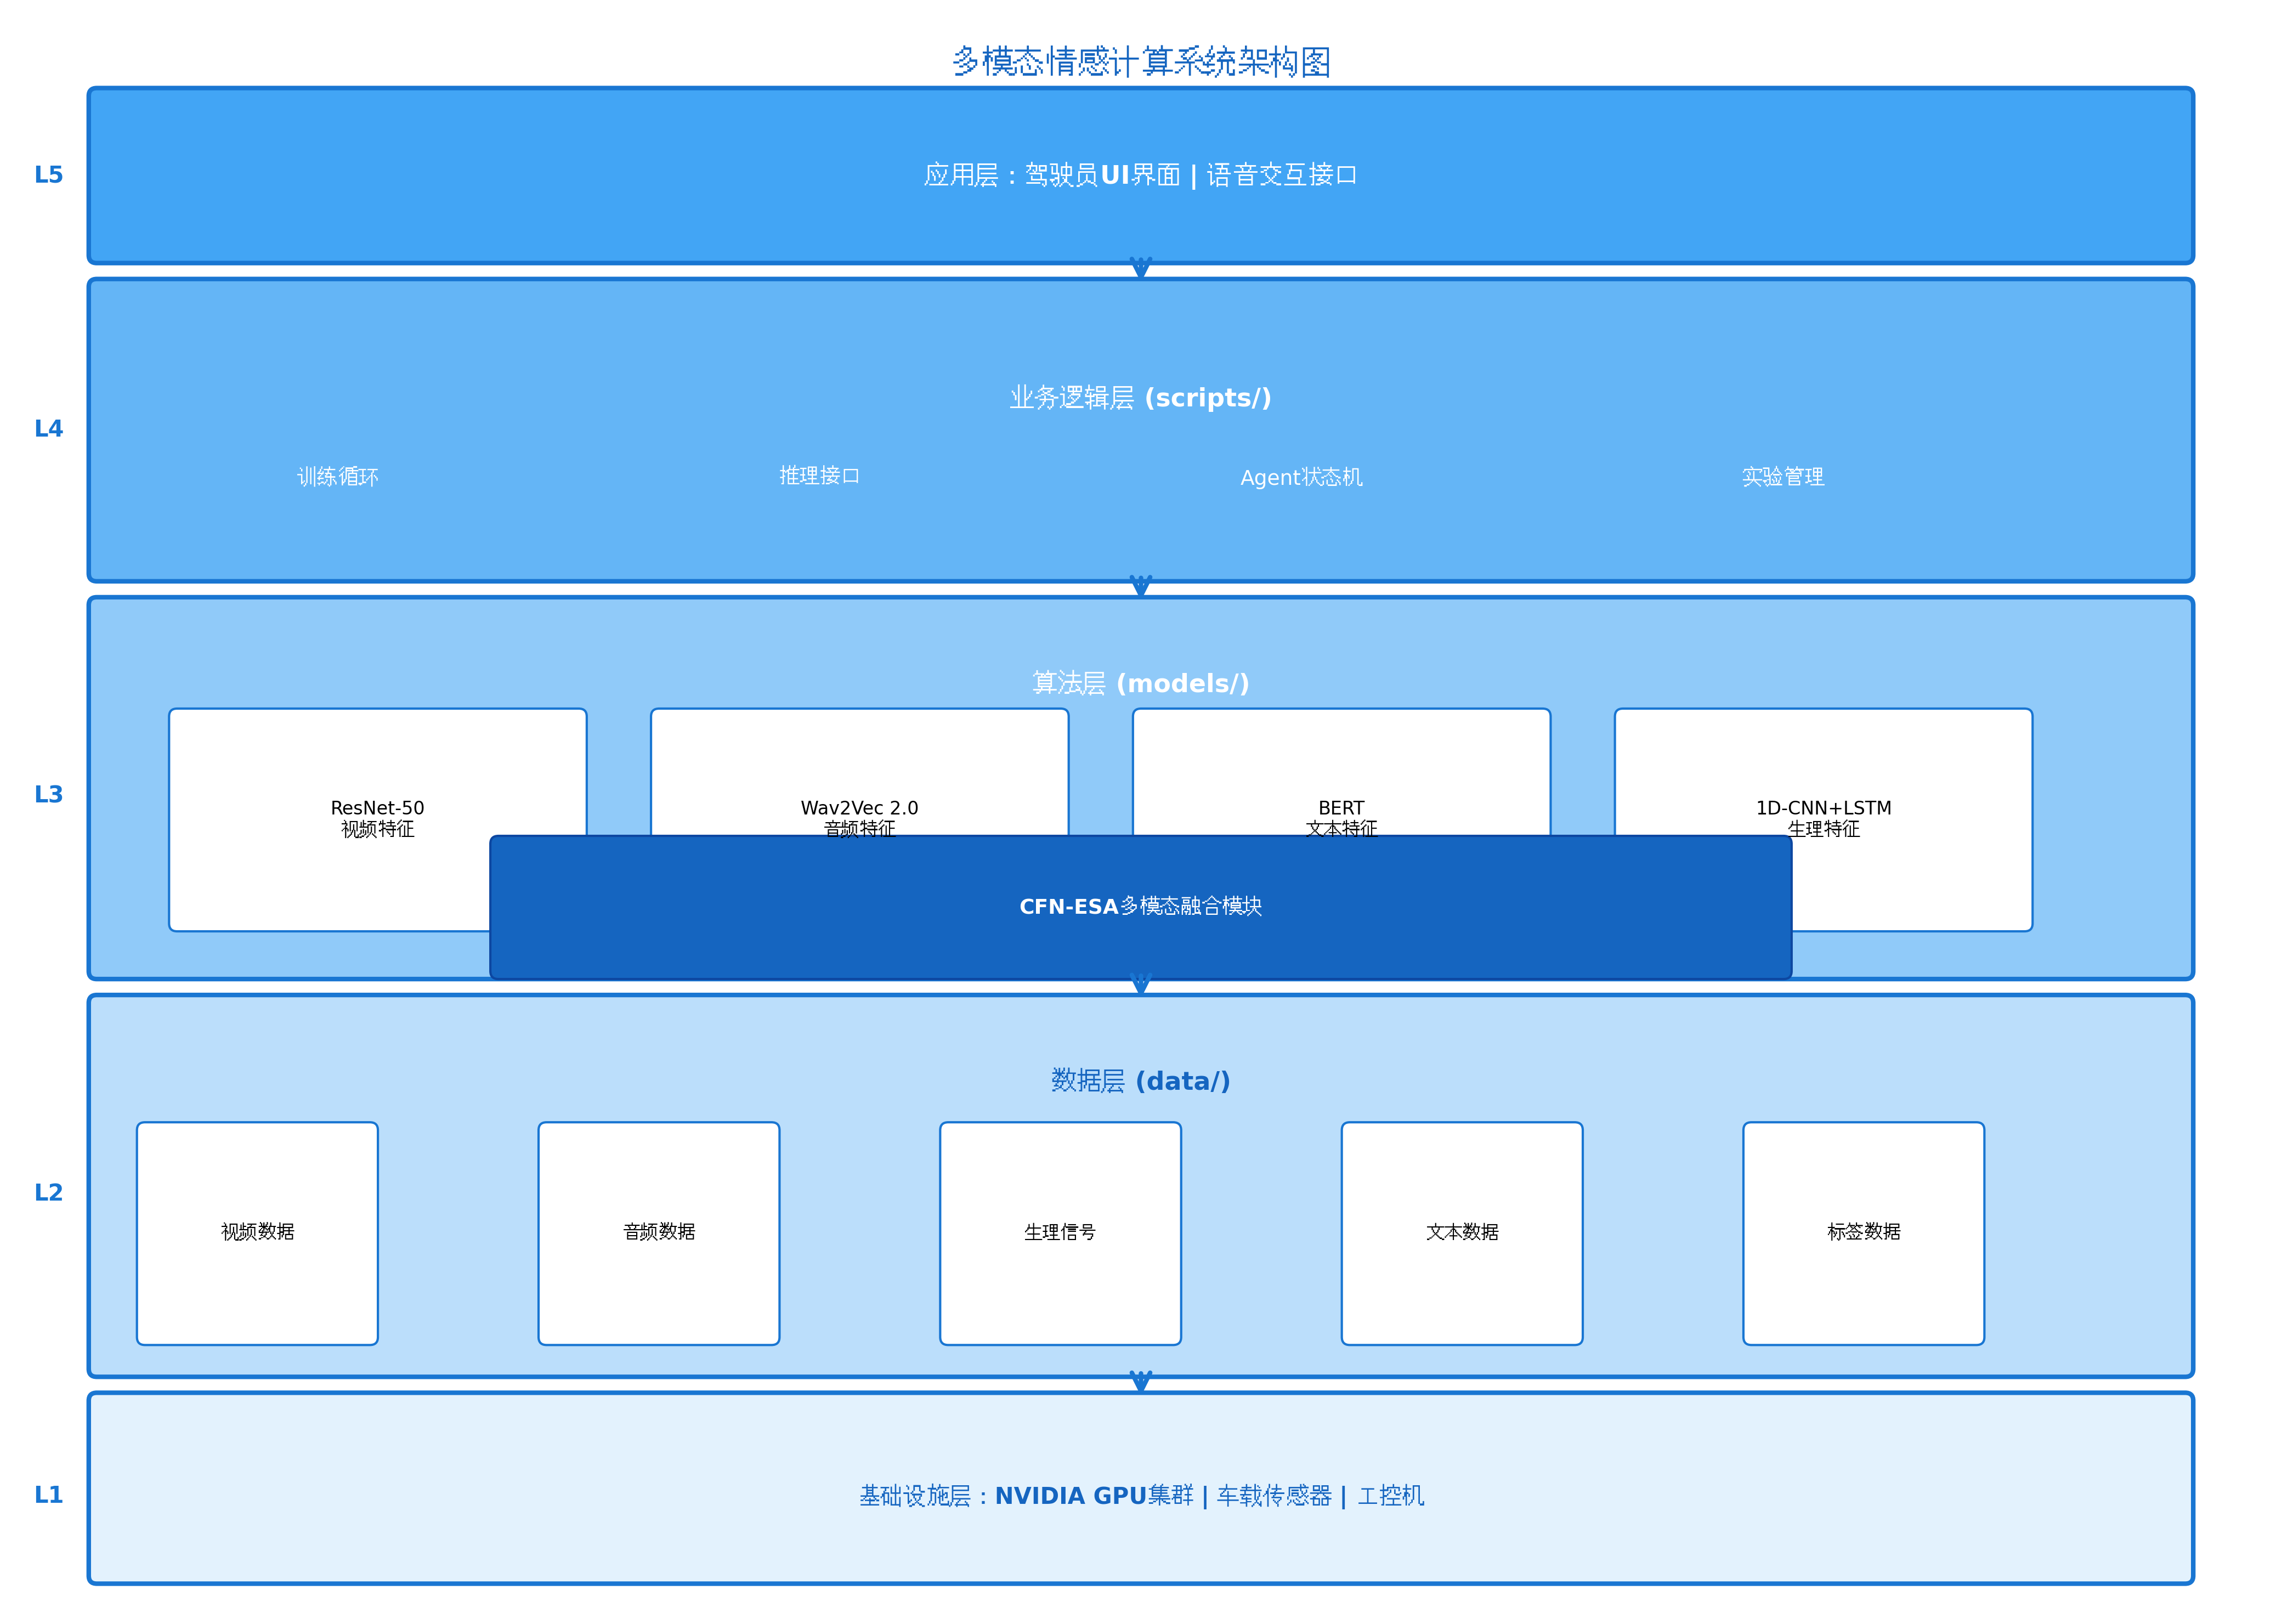 多模态情感计算系统架构图
L5
应用层：驾驶员UI界面 | 语音交互接口
L4
业务逻辑层 (scripts/)
训练循环
推理接口
Agent状态机
实验管理
L3
算法层 (models/)
ResNet-50
视频特征
Wav2Vec 2.0
音频特征
BERT
文本特征
1D-CNN+LSTM
生理特征
CFN-ESA多模态融合模块
L2
数据层 (data/)
视频数据
音频数据
生理信号
文本数据
标签数据
L1
基础设施层：NVIDIA GPU集群 | 车载传感器 | 工控机